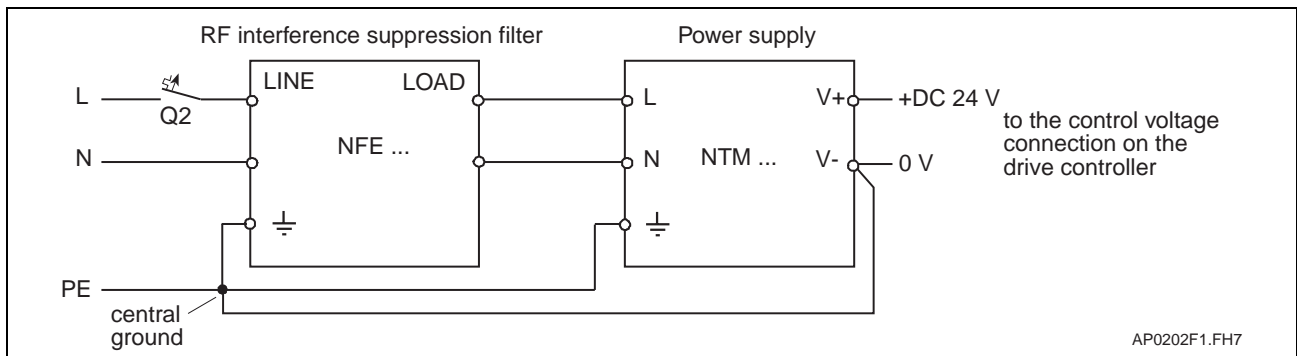 RF interference suppression filter
Power supply
LINE
LOAD
L
Q2
L
V+
+DC 24 V
to the control voltage
connection on the
drive controller
N
NFE ...
N
NTM ...
V-
0 V
PE
central
ground
AP0202F1.FH7